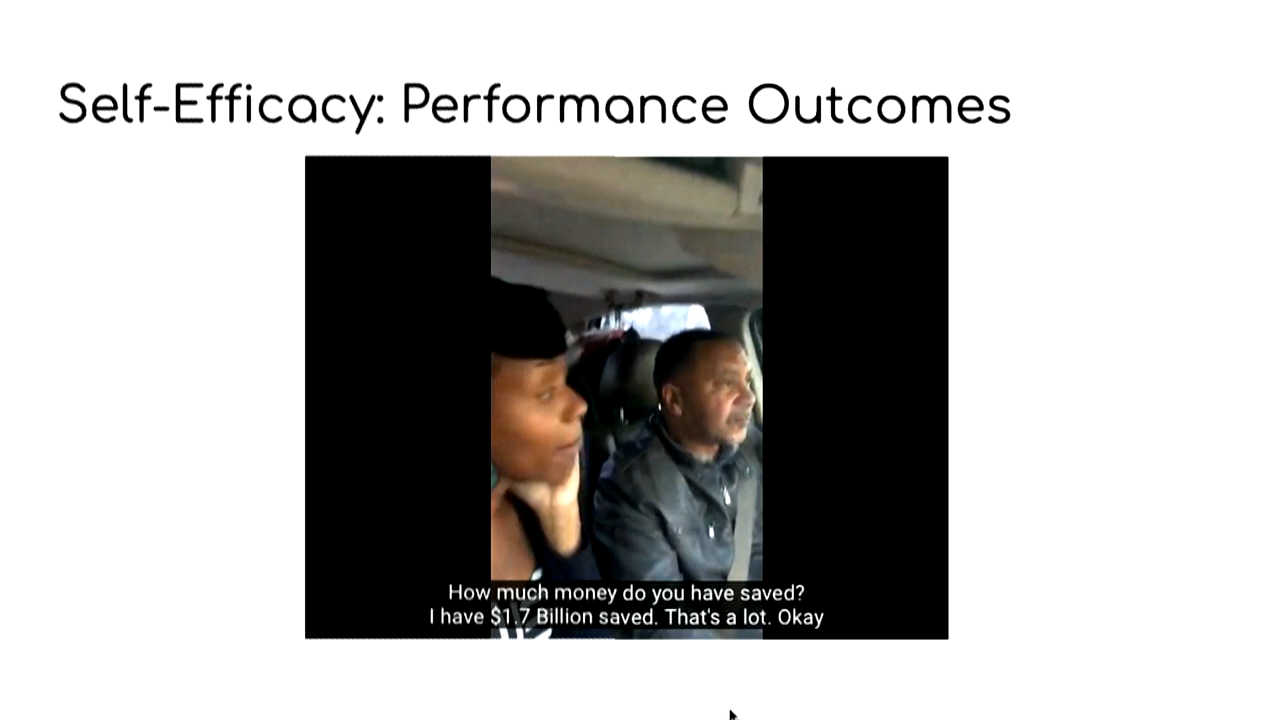 Self-Efficacy: Performance Outcomes
How much money do you have saved?
I have $1.7 Billion saved. That's a lot. Okay